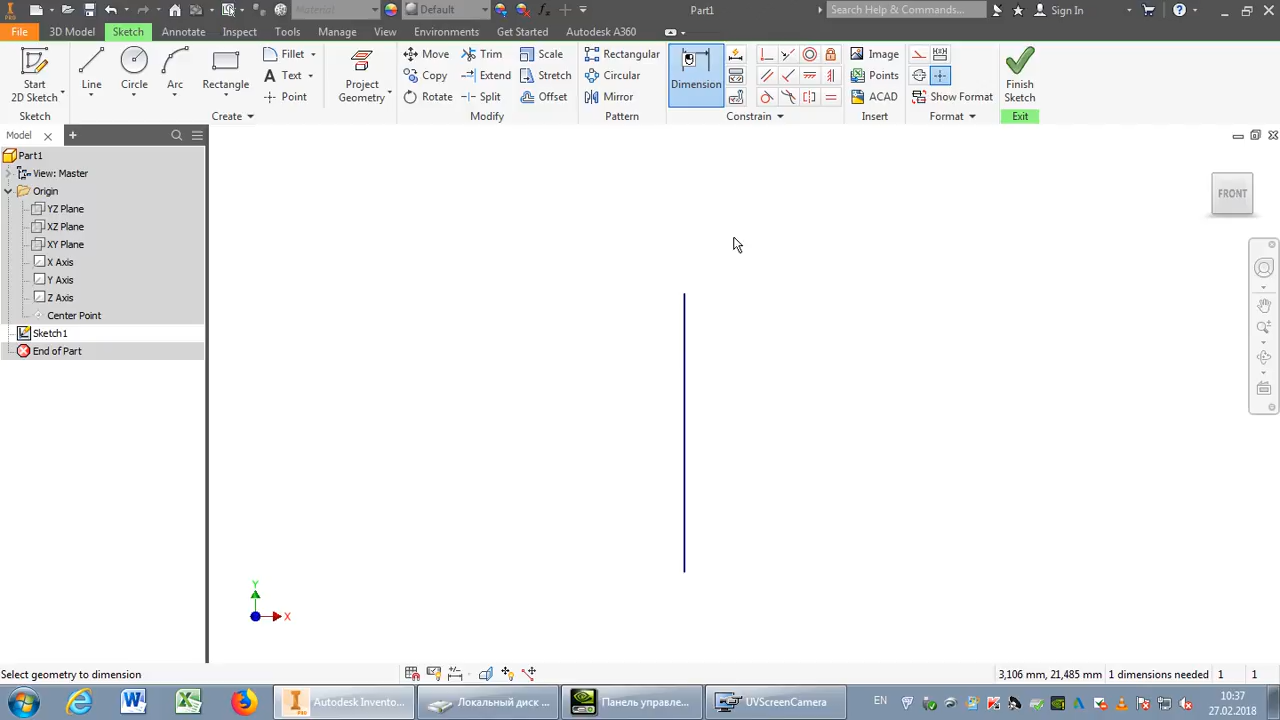 Material
Default
Part1
Search Help & Commands...
Sign In
File
3D Model
Sketch
Annotate
Inspect
Tools
Manage
View
Environments
Get Started
Autodesk A360
Start
2D Sketch
Line
Circle
Arc
Rectangle
Fillet
Text
Point
Project
Geometry
Move
Copy
Rotate
Trim
Extend
Split
Scale
Stretch
Offset
Rectangular
Circular
Mirror
Dimension
Image
Points
ACAD
Show Format
Finish
Sketch
Sketch
Create
Modify
Pattern
Constrain
Insert
Format
Exit
Model
Part1
View: Master
Origin
YZ Plane
XZ Plane
XY Plane
X Axis
Y Axis
Z Axis
Center Point
Sketch1
End of Part
FRONT
Y
X
Select geometry to dimension
3,106 mm, 21,485 mm
1 dimensions needed
1
1
Autodesk Invento...
Локальный диск ...
Панель управле...
UVScreenCamera
EN
10:37
27.02.2018